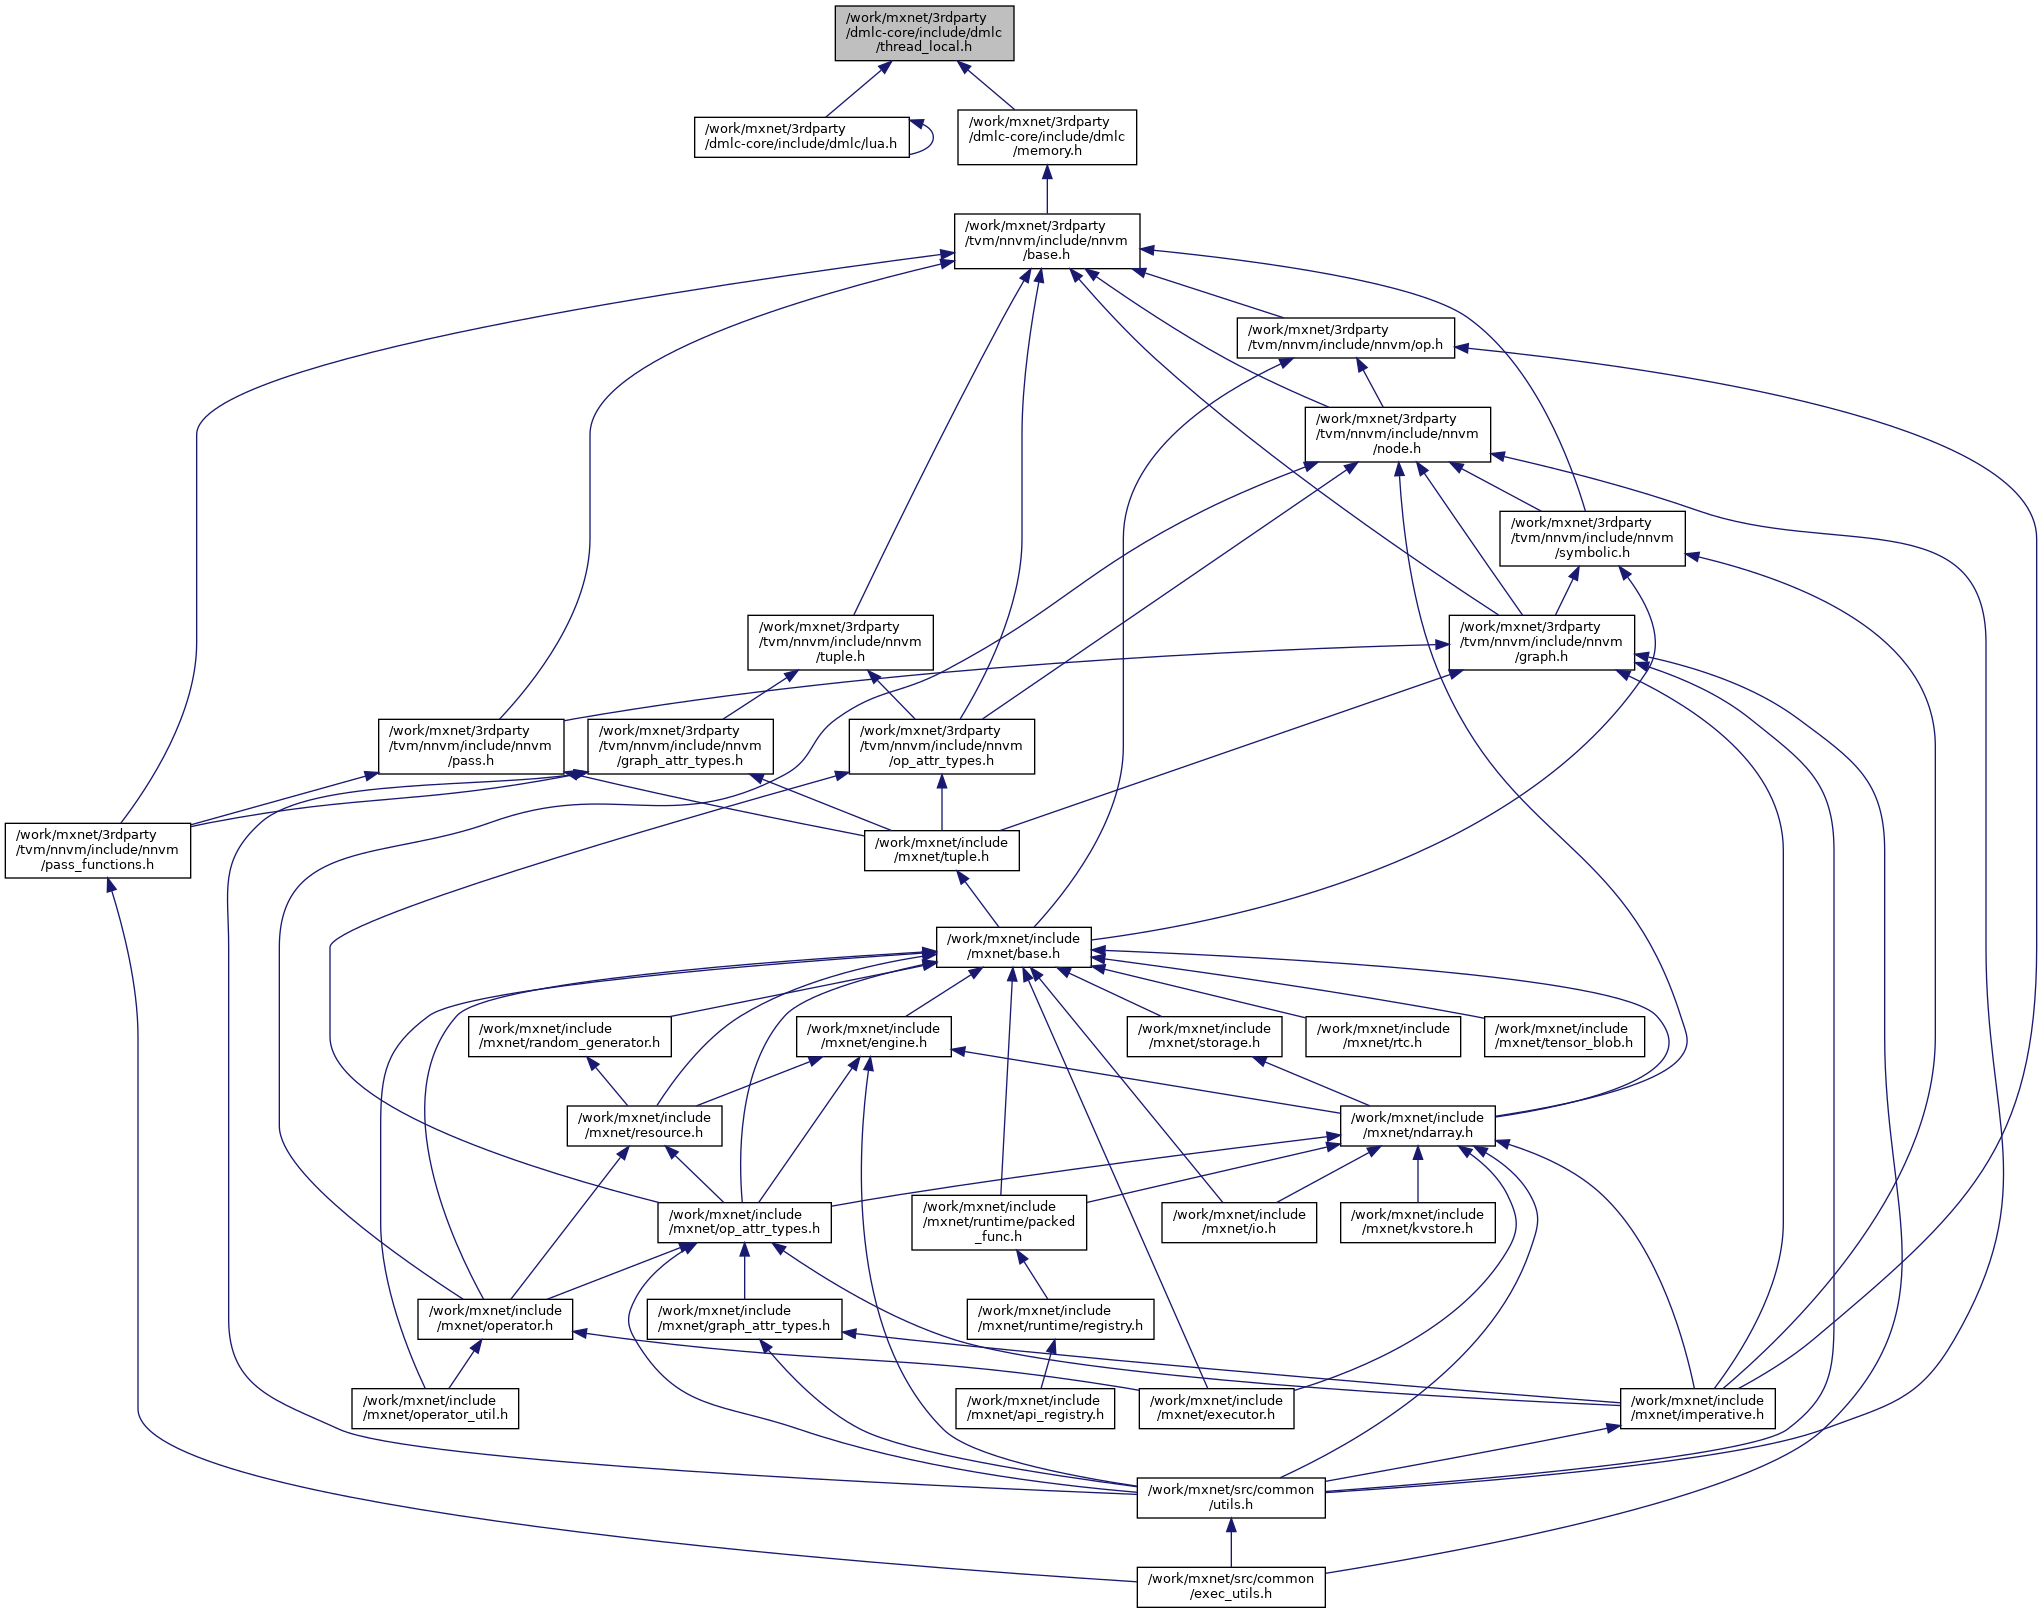 /work/mxnet/3rdparty
/dmlc-core/include/dmlc
/thread_local.h
/work/mxnet/3rdparty
/dmlc-core/include/dmlc/lua.h
/work/mxnet/3rdparty
/dmlc-core/include/dmlc
/memory.h
/work/mxnet/3rdparty
/tvm/nnvm/include/nnvm
/base.h
/work/mxnet/3rdparty
/tvm/nnvm/include/nnvm/op.h
/work/mxnet/3rdparty
/tvm/nnvm/include/nnvm
/node.h
/work/mxnet/3rdparty
/tvm/nnvm/include/nnvm
/symbolic.h
/work/mxnet/3rdparty
/tvm/nnvm/include/nnvm
/tuple.h
/work/mxnet/3rdparty
/tvm/nnvm/include/nnvm
/graph.h
/work/mxnet/3rdparty
/tvm/nnvm/include/nnvm
/pass.h
/work/mxnet/3rdparty
/tvm/nnvm/include/nnvm
/graph_attr_types.h
/work/mxnet/3rdparty
/tvm/nnvm/include/nnvm
/op_attr_types.h
/work/mxnet/3rdparty
/tvm/nnvm/include/nnvm
/pass_functions.h
/work/mxnet/include
/mxnet/tuple.h
/work/mxnet/include
/mxnet/base.h
/work/mxnet/include
/mxnet/random_generator.h
/work/mxnet/include
/mxnet/engine.h
/work/mxnet/include
/mxnet/storage.h
/work/mxnet/include
/mxnet/rtc.h
/work/mxnet/include
/mxnet/tensor_blob.h
/work/mxnet/include
/mxnet/resource.h
/work/mxnet/include
/mxnet/ndarray.h
/work/mxnet/include
/mxnet/op_attr_types.h
/work/mxnet/include
/mxnet/runtime/packed
_func.h
/work/mxnet/include
/mxnet/io.h
/work/mxnet/include
/mxnet/kvstore.h
/work/mxnet/include
/mxnet/operator.h
/work/mxnet/include
/mxnet/graph_attr_types.h
/work/mxnet/include
/mxnet/runtime/registry.h
/work/mxnet/include
/mxnet/operator_util.h
/work/mxnet/include
/mxnet/api_registry.h
/work/mxnet/include
/mxnet/executor.h
/work/mxnet/include
/mxnet/imperative.h
/work/mxnet/src/common
/utils.h
/work/mxnet/src/common
/exec_utils.h